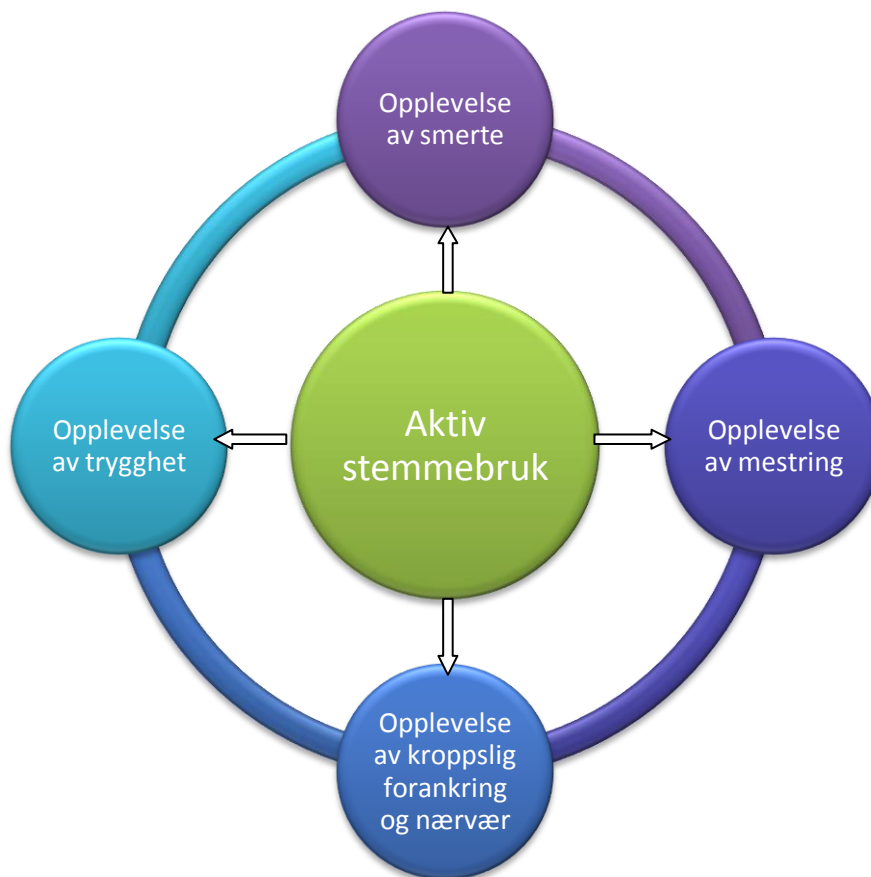 Opplevelse
av smerte
Opplevelse
av trygghet
Aktiv
stemmebruk
Opplevelse
av mestring
Opplevelse
av kroppslig
forankring
og nærvær